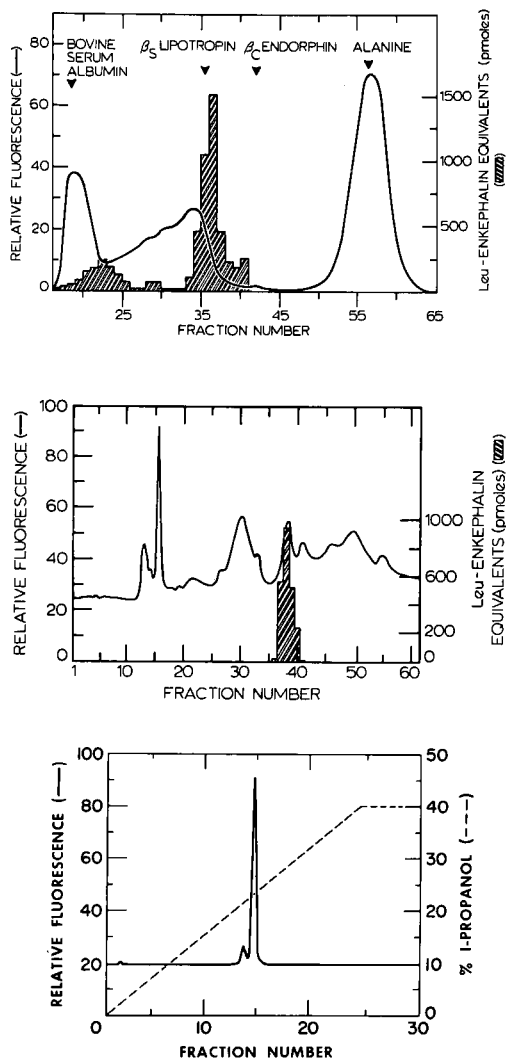 BOVINE SERUM ALBUMIN
βS LIPOTROPIN
βC ENDORPHIN
ALANINE
RELATIVE FLUORESCENCE (—)
80
60
40
20
0
1500
1000
500
Leu-ENKEPHALIN EQUIVALENTS (pmoles)
25 35 45 55 65
FRACTION NUMBER
RELATIVE FLUORESCENCE (—)
100
80
60
40
20
0
1000
600
200
0
Leu-ENKEPHALIN
EQUIVALENTS (pmoles)
1 10 20 30 40 50 60
FRACTION NUMBER
RELATIVE FLUORESCENCE (—)
100
80
60
40
20
0
50
40
30
20
10
0
% I-PROPANOL (---)
0 10 20 30
FRACTION NUMBER